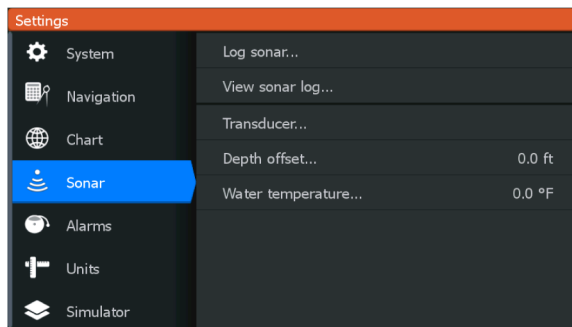 Settings
System
Navigation
Chart
Sonar
Alarms
Units
Simulator
Log sonar...
View sonar log...
Transducer...
Depth offset... 0.0 ft
Water temperature... 0.0 °F